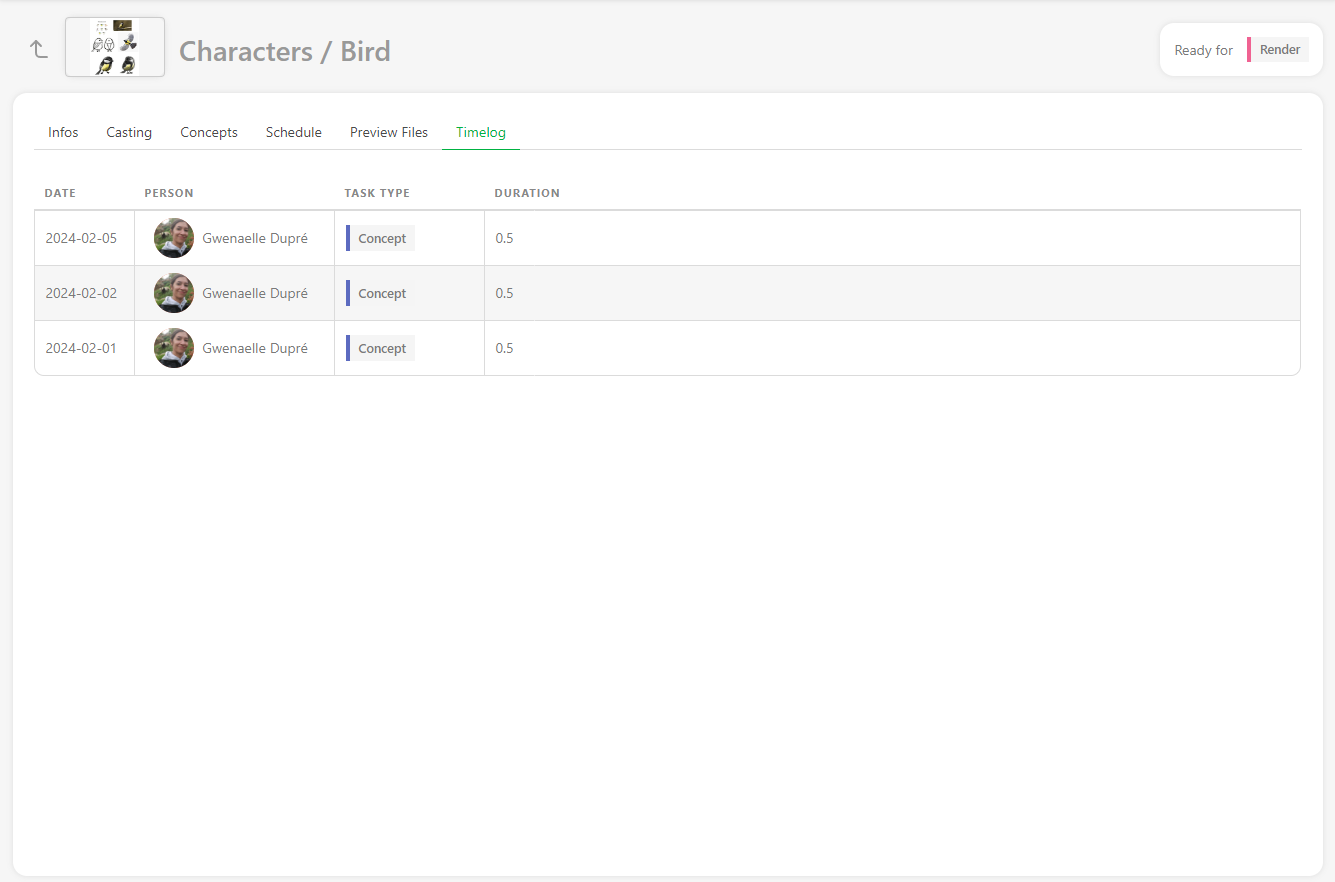 Characters / Bird
Ready for Render
Infos Casting Concepts Schedule Preview Files Timelog
DATE PERSON TASK TYPE DURATION
2024-02-05 Gwenaelle Dupré Concept 0.5
2024-02-02 Gwenaelle Dupré Concept 0.5
2024-02-01 Gwenaelle Dupré Concept 0.5